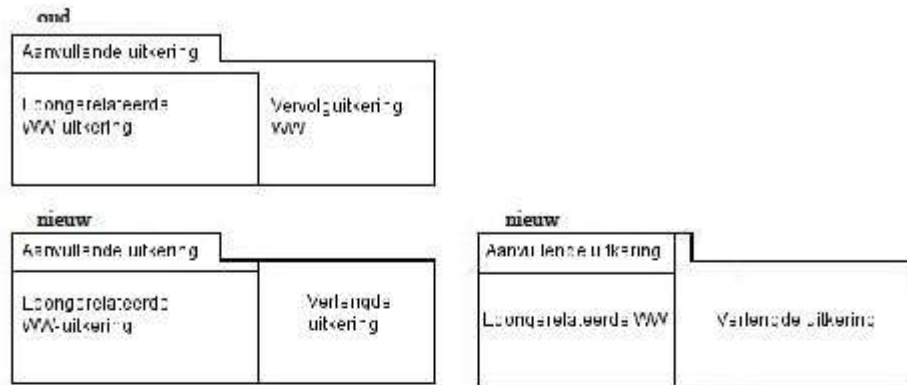 oud
Aanvullende uitkering
Loongerelateerde
WW-uitkering
Vervolguitkering
WW
nieuw
Aanvullende uitkering
Loongerelateerde
WW-uitkering
Verlengde
uitkering
nieuw
Aanvullende uitkering
Loongerelateerde WW
Verlengde uitkering